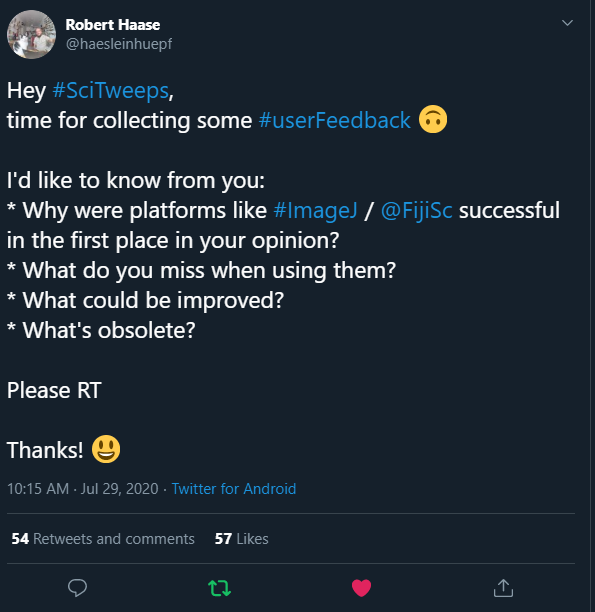 Robert Haase
@haesleinhuepf
Hey #SciTweeps,
time for collecting some #userFeedback 🙃
I'd like to know from you:
* Why were platforms like #ImageJ / @FijiSc successful
in the first place in your opinion?
* What do you miss when using them?
* What could be improved?
* What's obsolete?
Please RT
Thanks! 😃
10:15 AM · Jul 29, 2020 · Twitter for Android
54 Retweets and comments 57 Likes